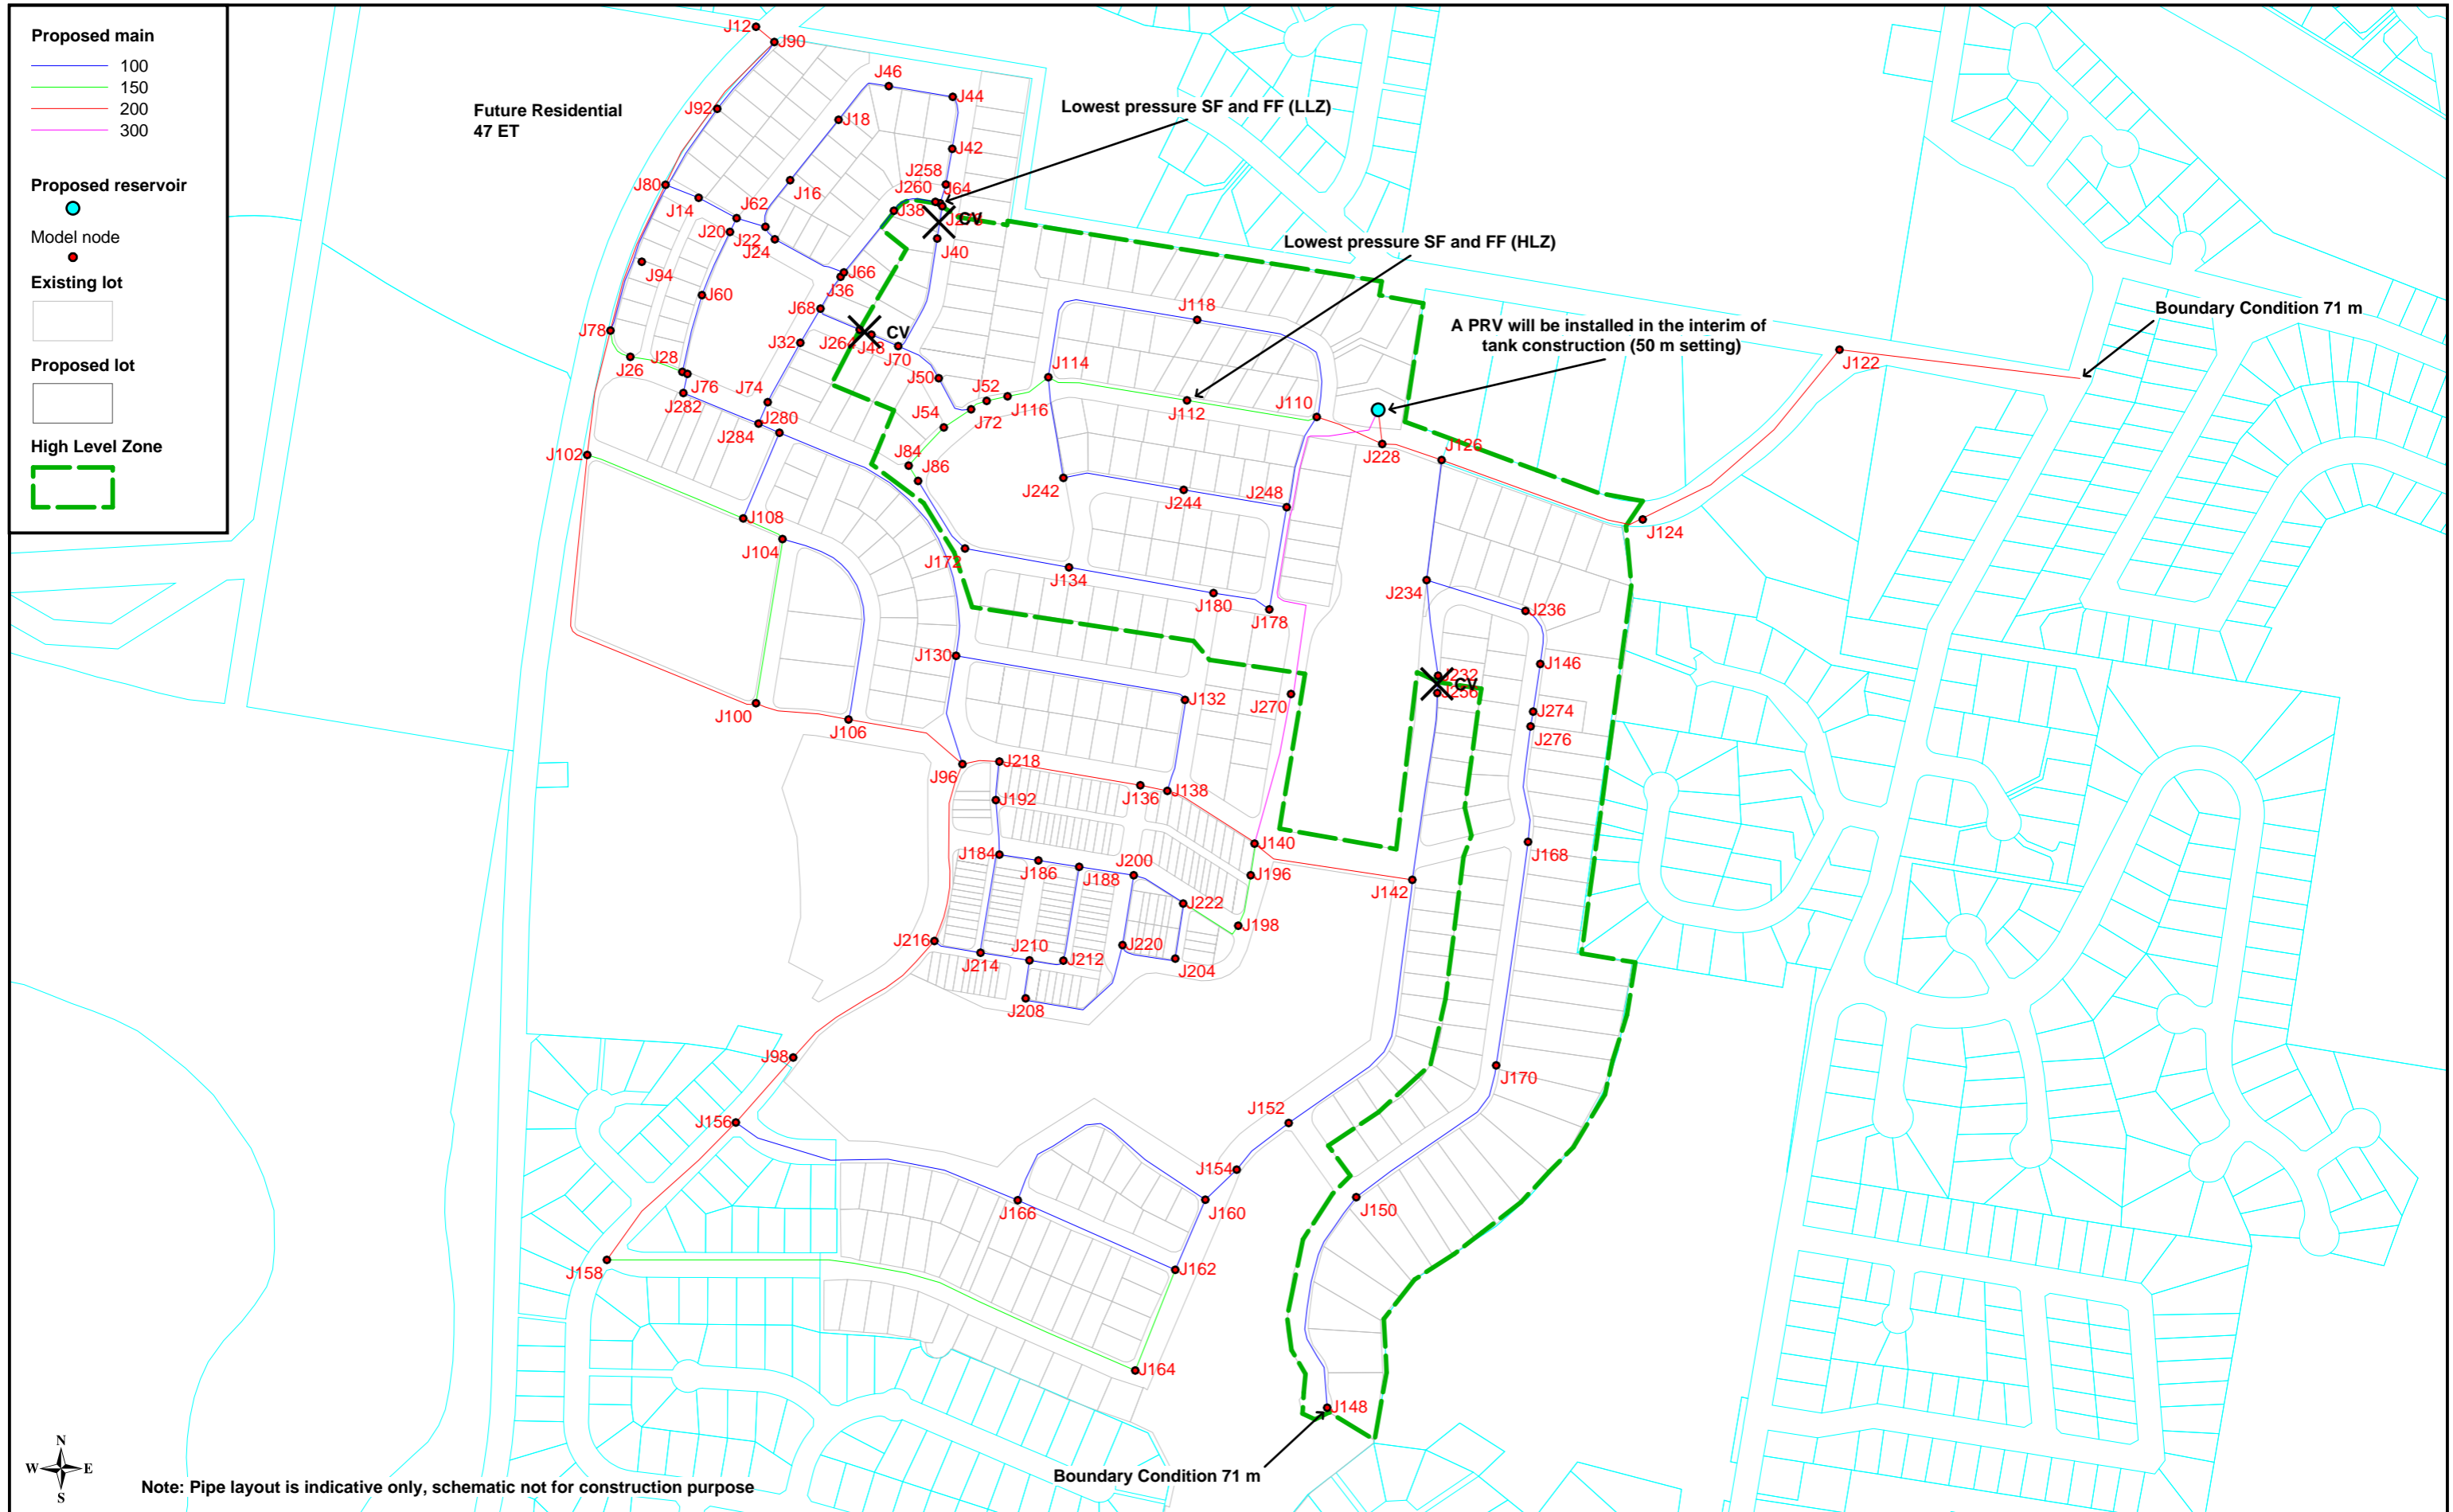 Proposed main
100
150
200
300
Proposed reservoir
Model node
Existing lot
Proposed lot
High Level Zone
Future Residential
47 ET
Lowest pressure SF and FF (LLZ)
Lowest pressure SF and FF (HLZ)
A PRV will be installed in the interim of
tank construction (50 m setting)
Boundary Condition 71 m
J12
J90
J46
J44
J92
J18
J42
J258
J80
J16
J260
J64
J14
J62
J38
CV
J20
J22
J24
J40
J94
J66
J36
J60
J68
J78
J264
CV
J48
J32
J70
J28
J26
J76
J74
J50
J52
J282
J280
J54
J72
J116
J284
J114
J118
J112
J110
J122
J102
J84
J86
J126
J228
J242
J244
J248
J108
J104
J124
J172
J134
J180
J178
J234
J236
J130
J146
J232
CV
J256
J132
J270
J274
J276
J100
J106
J96
J218
J136
J138
J192
J140
J168
J184
J186
J188
J200
J196
J142
J222
J198
J216
J214
J210
J212
J220
J204
J208
J98
J170
J156
J152
J154
J166
J160
J150
J158
J162
J164
J148
Boundary Condition 71 m
N
W
E
S
Note: Pipe layout is indicative only, schematic not for construction purpose